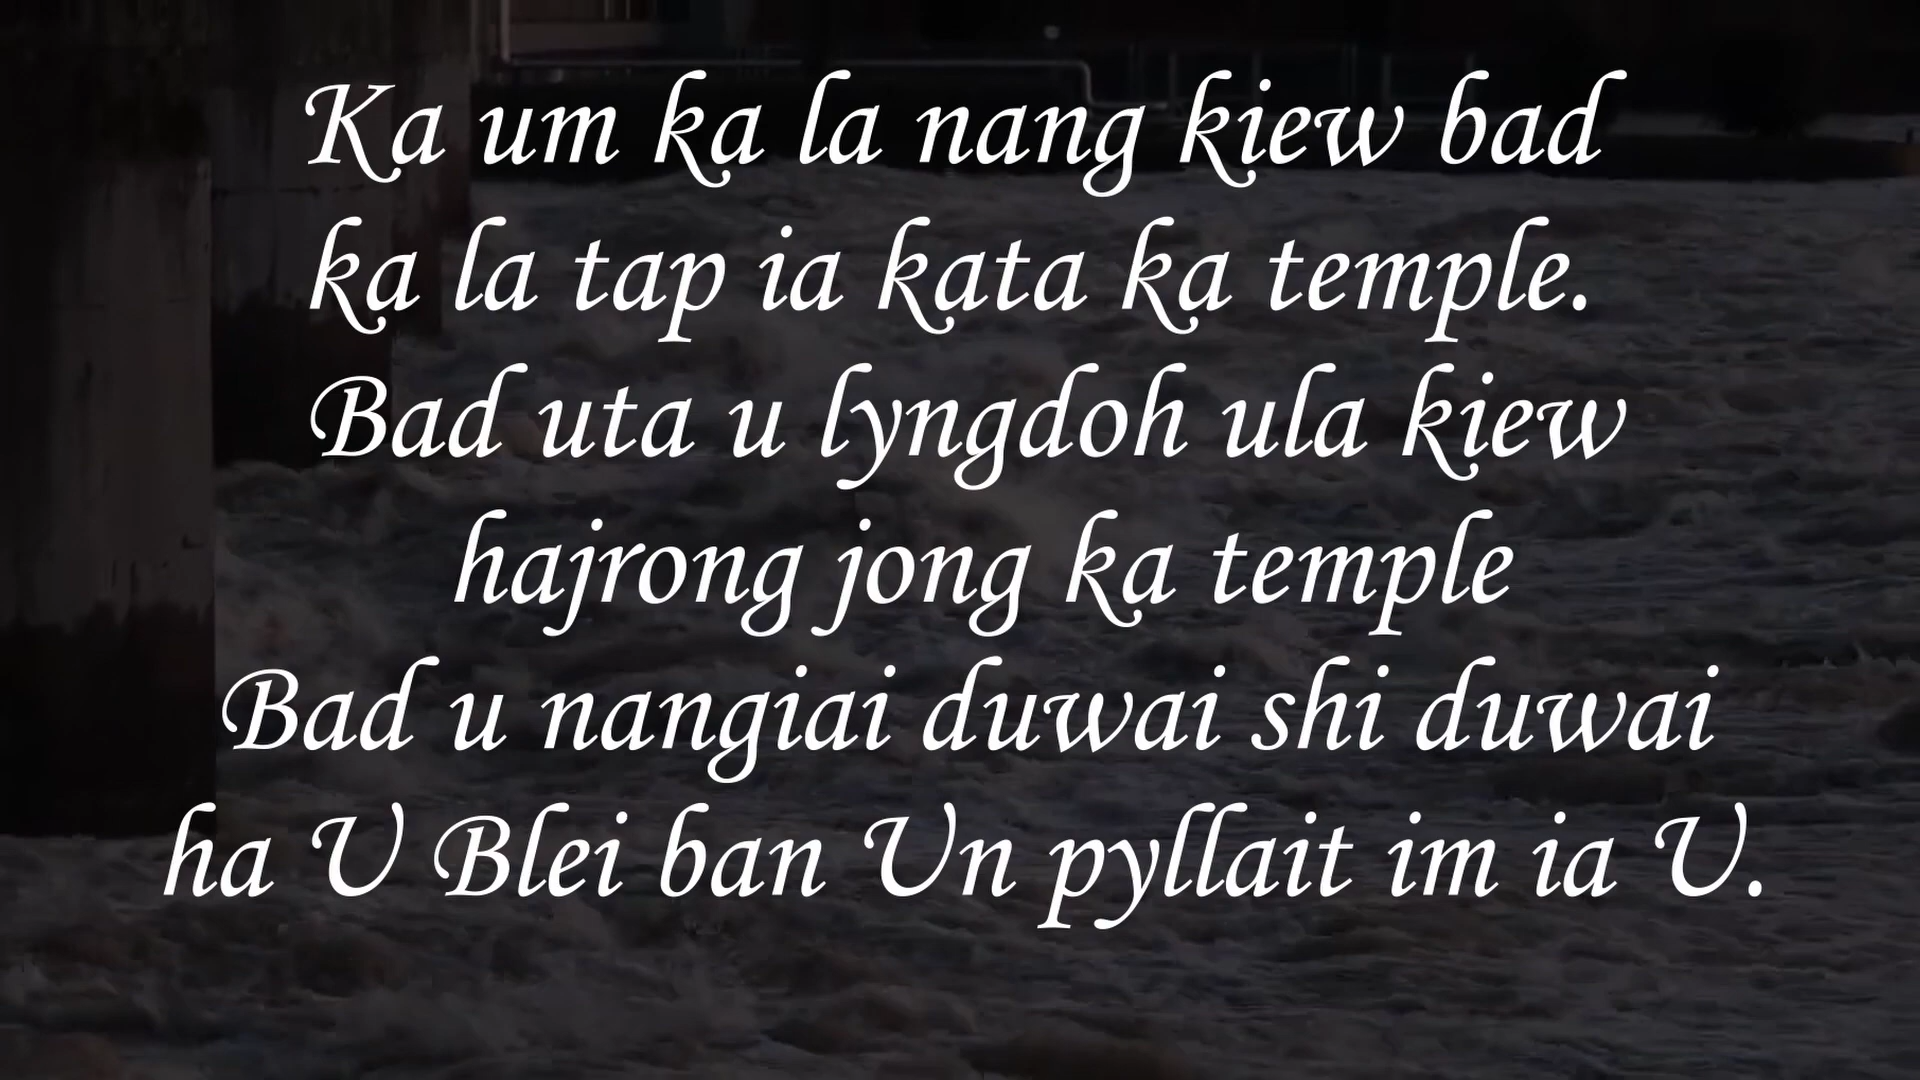 Ka um ka la nang kiew bad
ka la tap ia kata ka temple.
Bad uta u lyngdoh ula kiew
hajrong jong ka temple
Bad u nangiai duwai shi duwai
ha U Blei ban Un pyllait im ia U.